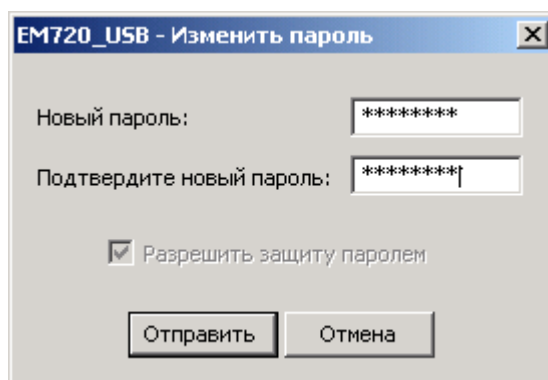 EM720_USB - Изменить пароль
Новый пароль: ********
Подтвердите новый пароль: ********
Разрешить защиту паролем
Отправить Отмена